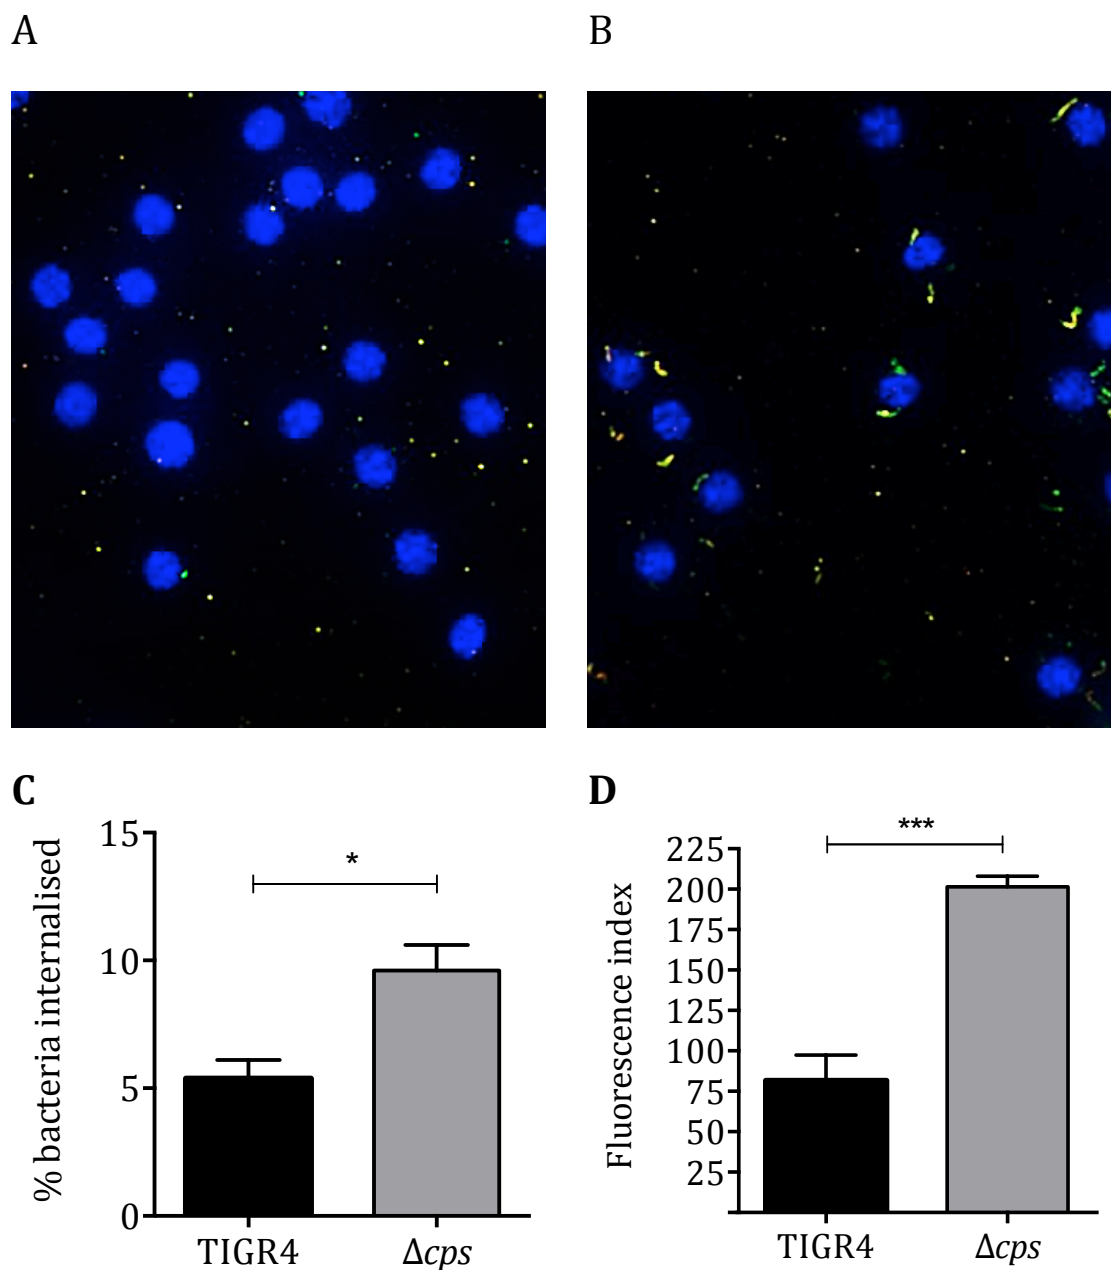 A
B
C
% bacteria internalised
15
10
5
0
*
TIGR4
Δcps
D
Fluorescence index
225
200
175
150
125
100
75
50
25
***
TIGR4
Δcps